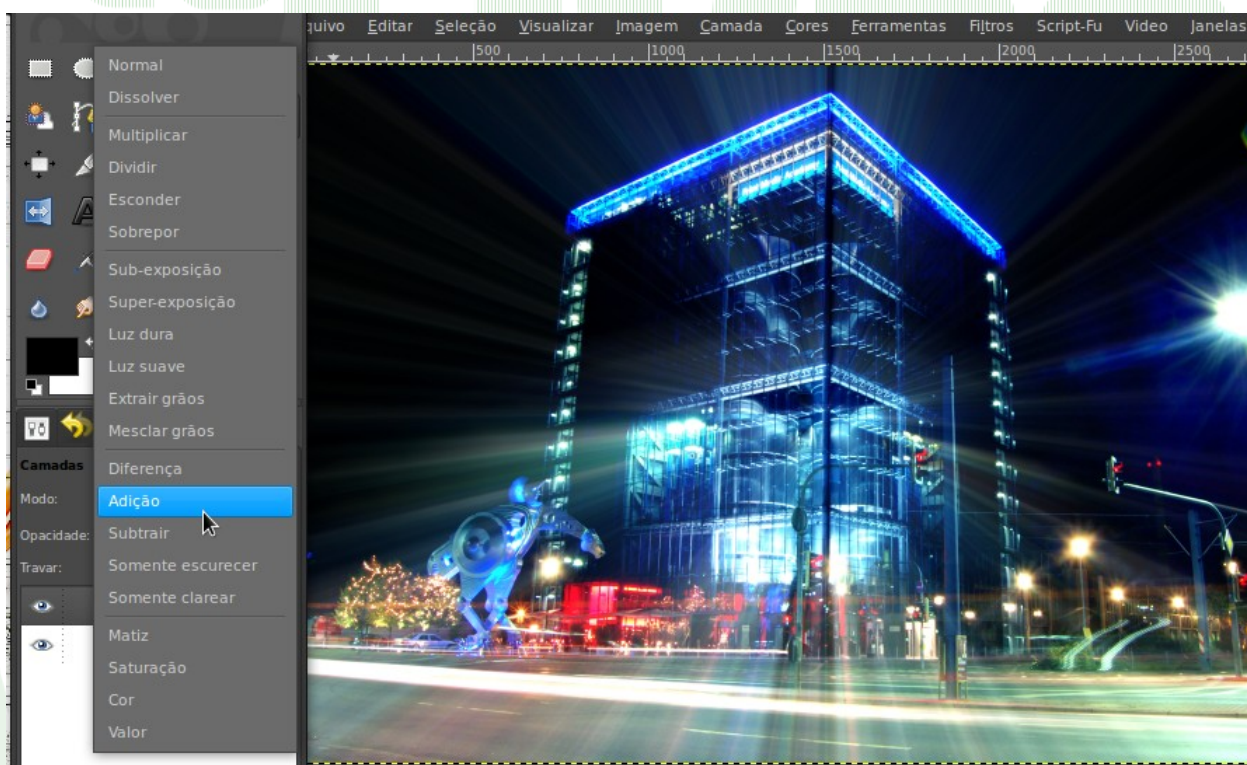 quivo Editar Seleção Visualizar Imagem Camada Cores Ferramentas Filtros Script-Fu Video Janelas
500 1000 1500 2000 2500
Normal
Dissolver
Multiplicar
Dividir
Esconder
Sobrepor
Sub-exposição
Super-exposição
Luz dura
Luz suave
Extrair grãos
Mesclar grãos
Camadas
Diferença
Modo:
Adição
Opacidade:
Subtrair
Travar:
Somente escurecer
Somente clarear
Matiz
Saturação
Cor
Valor